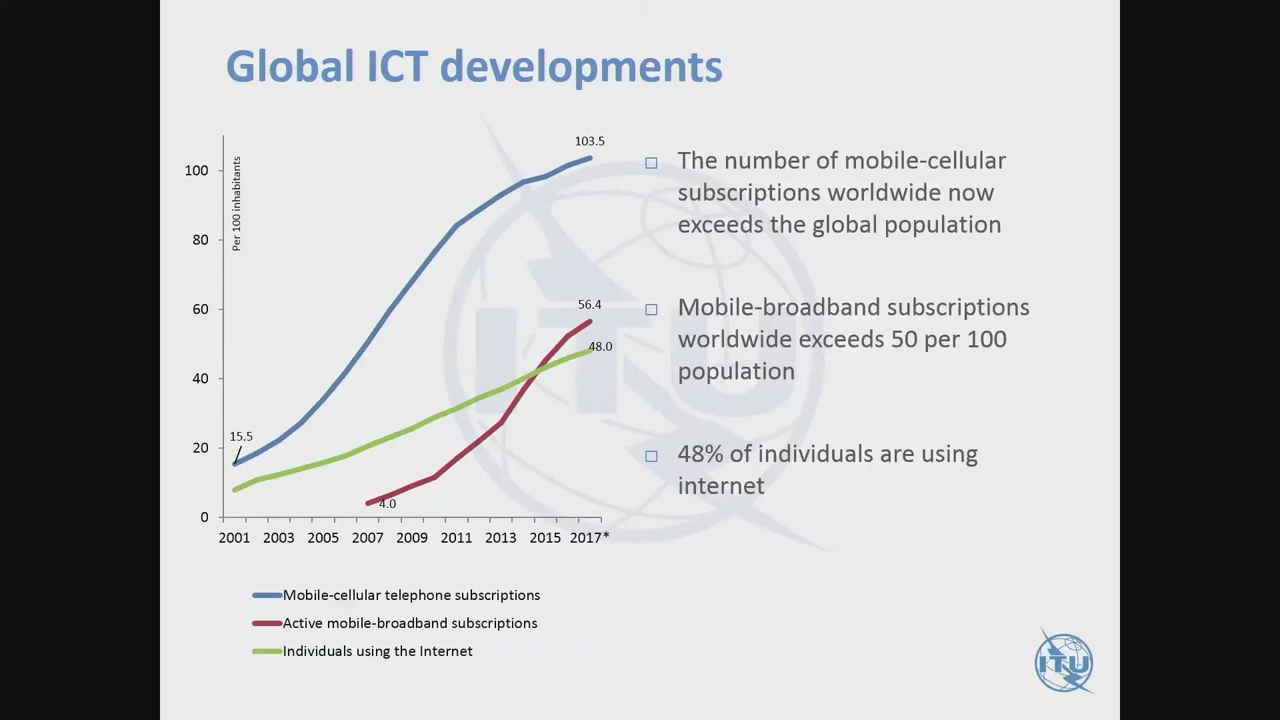 Global ICT developments
103.5
100
80
60
40
20
0
Per 100 inhabitants
15.5
4.0
56.4
48.0
2001 2003 2005 2007 2009 2011 2013 2015 2017*
Mobile-cellular telephone subscriptions
Active mobile-broadband subscriptions
Individuals using the Internet
The number of mobile-cellular
subscriptions worldwide now
exceeds the global population
Mobile-broadband subscriptions
worldwide exceeds 50 per 100
population
48% of individuals are using
internet
ITU
ITU